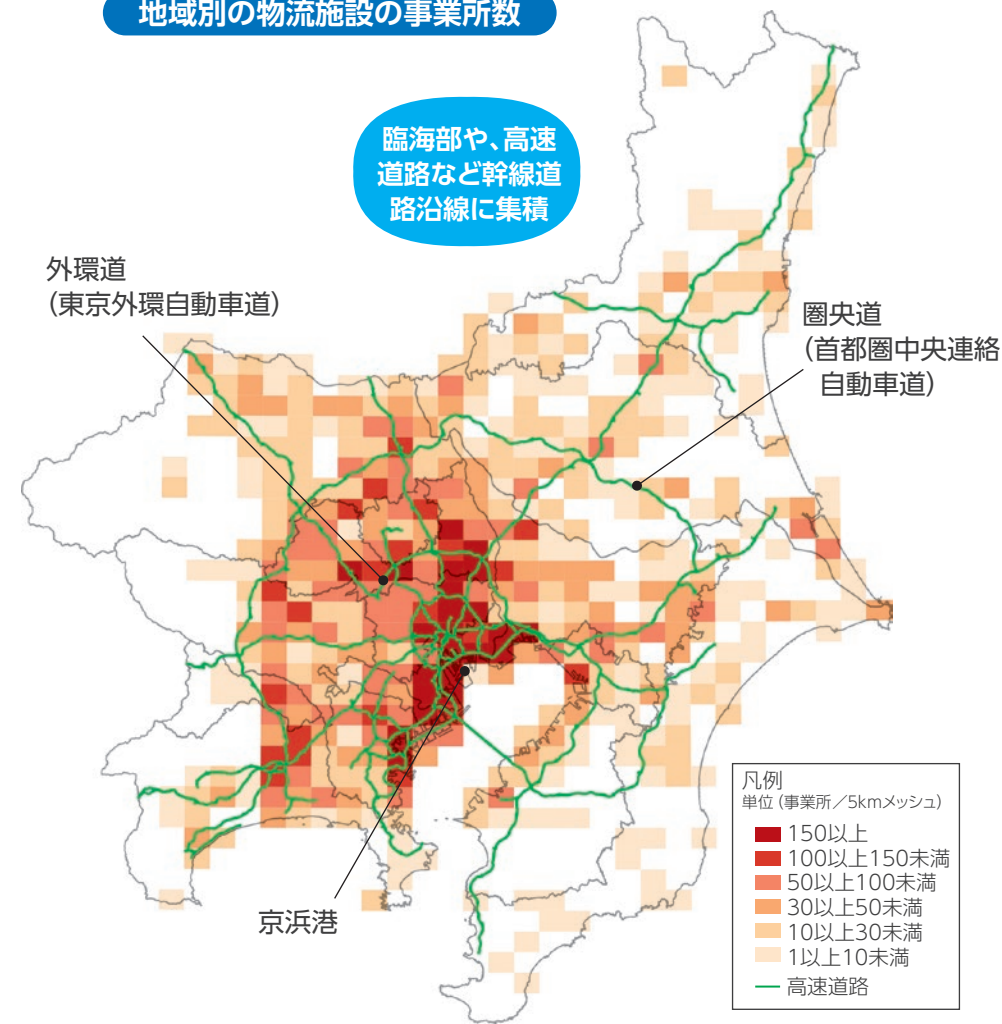 地域別の物流施設の事業所数
臨海部や、高速
道路など幹線道
路沿線に集積
外環道
（東京外環自動車道）
圏央道
（首都圏中央連絡
自動車道）
京浜港
凡例
単位（事業所／5kmメッシュ）
150以上
100以上150未満
50以上100未満
30以上50未満
10以上30未満
1以上10未満
高速道路